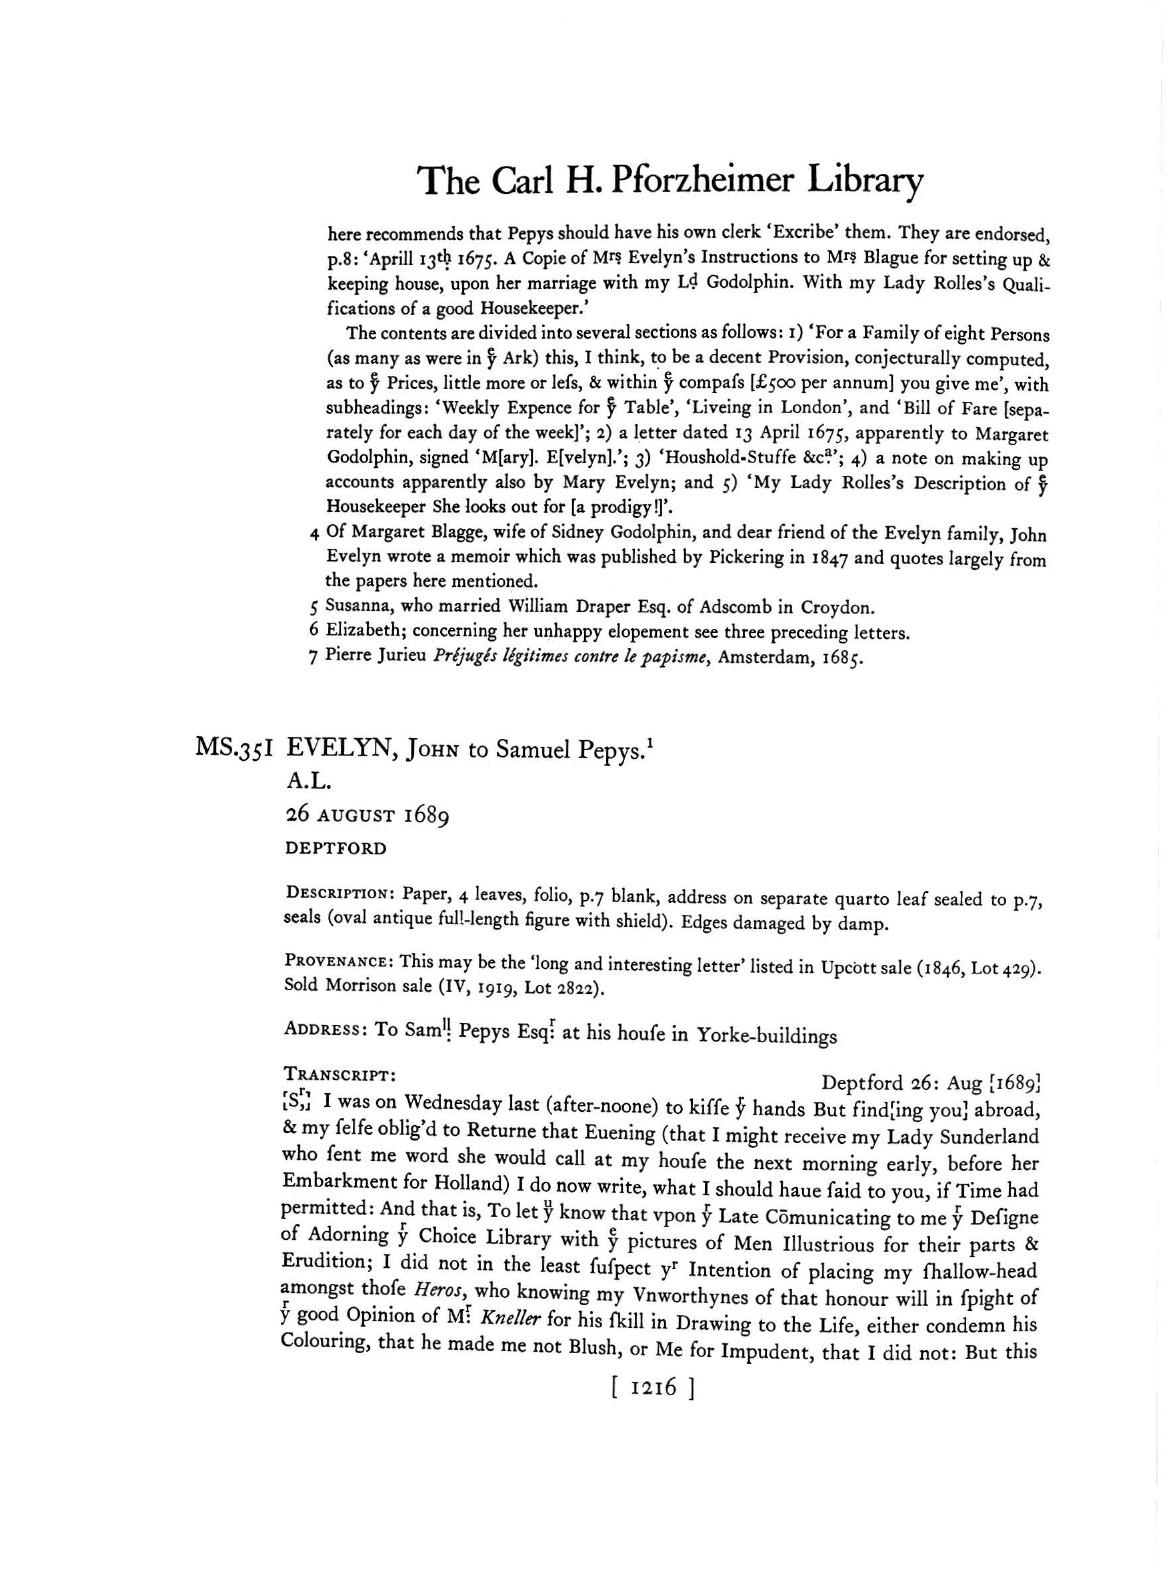 The Carl H. Pforzheimer Library
here recommends that Pepys should have his own clerk ‘Excribe’ them. They are endorsed,
p.8: ‘Aprill 13th 1675. A Copie of Mrs Evelyn’s Instructions to Mrs Blague for setting up &
keeping house, upon her marriage with my Ld Godolphin. With my Lady Rolles’s Quali-
fications of a good Housekeeper.’
The contents are divided into several sections as follows: 1) ‘For a Family of eight Persons
(as many as were in yͤ Ark) this, I think, to be a decent Provision, conjecturally computed,
as to yͤ Prices, little more or leſs, & within yͤ compaſs [£500 per annum] you give me’, with
subheadings: ‘Weekly Expence for yͤ Table’, ‘Liveing in London’, and ‘Bill of Fare [sepa-
rately for each day of the week]’; 2) a letter dated 13 April 1675, apparently to Margaret
Godolphin, signed ‘M[ary]. E[velyn].’; 3) ‘Houshold-Stuffe &cª’; 4) a note on making up
accounts apparently also by Mary Evelyn; and 5) ‘My Lady Rolles’s Description of yͤ
Housekeeper She looks out for [a prodigy!]’.
4 Of Margaret Blagge, wife of Sidney Godolphin, and dear friend of the Evelyn family, John
Evelyn wrote a memoir which was published by Pickering in 1847 and quotes largely from
the papers here mentioned.
5 Susanna, who married William Draper Esq. of Adscomb in Croydon.
6 Elizabeth; concerning her unhappy elopement see three preceding letters.
7 Pierre Jurieu Préjugés légitimes contre le papisme, Amsterdam, 1685.
MS.351 EVELYN, John to Samuel Pepys.¹
A.L.
26 AUGUST 1689
DEPTFORD
Description: Paper, 4 leaves, folio, p.7 blank, address on separate quarto leaf sealed to p.7,
seals (oval antique full-length figure with shield). Edges damaged by damp.
Provenance: This may be the ‘long and interesting letter’ listed in Upcott sale (1846, Lot 429).
Sold Morrison sale (IV, 1919, Lot 2822).
Address: To Samˡˡ: Pepys Esqʳ: at his houſe in Yorke-buildings
Transcript:
Deptford 26: Aug [1689]
[Sʳ,] I was on Wednesday last (after-noone) to kiſſe yͬ hands But find[ing you] abroad,
& my ſelfe oblig’d to Returne that Euening (that I might receive my Lady Sunderland
who ſent me word she would call at my houſe the next morning early, before her
Embarkment for Holland) I do now write, what I should haue ſaid to you, if Time had
permitted: And that is, To let yͧ know that vpon yͬ Late Cōmunicating to me yͬ Deſigne
of Adorning yͬ Choice Library with yͤ pictures of Men Illustrious for their parts &
Erudition; I did not in the least ſuſpect yʳ Intention of placing my ſhallow-head
amongst thoſe Heros, who knowing my Vnworthynes of that honour will in ſpight of
yͬ good Opinion of Mʳ: Kneller for his ſkill in Drawing to the Life, either condemn his
Colouring, that he made me not Blush, or Me for Impudent, that I did not: But this
[ 1216 ]